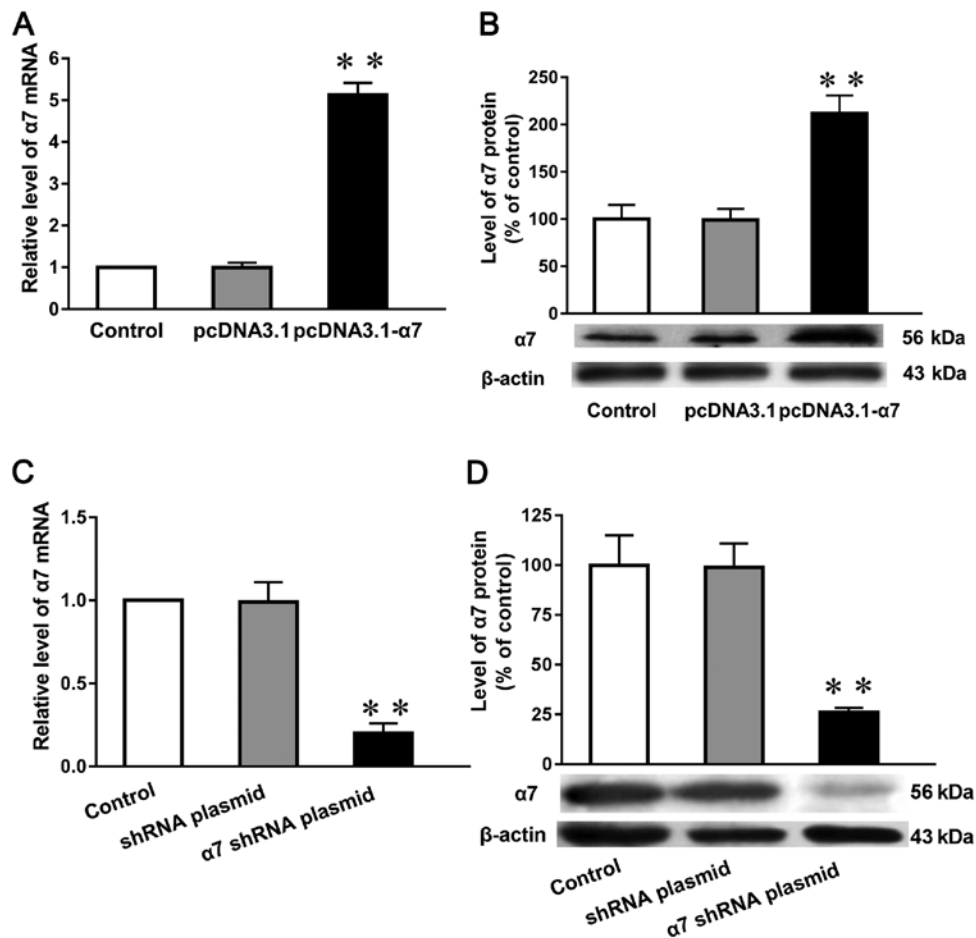 A
Relative level of α7 mRNA
6
5
4
3
2
1
0
* *
Control pcDNA3.1 pcDNA3.1-α7
B
Level of α7 protein
(% of control)
250
200
150
100
50
0
* *
α7 56 kDa
β-actin 43 kDa
Control pcDNA3.1 pcDNA3.1-α7
C
Relative level of α7 mRNA
1.5
1.0
0.5
0.0
* *
Control
shRNA plasmid
α7 shRNA plasmid
D
Level of α7 protein
(% of control)
125
100
75
50
25
0
* *
α7 56 kDa
β-actin 43 kDa
Control
shRNA plasmid
α7 shRNA plasmid